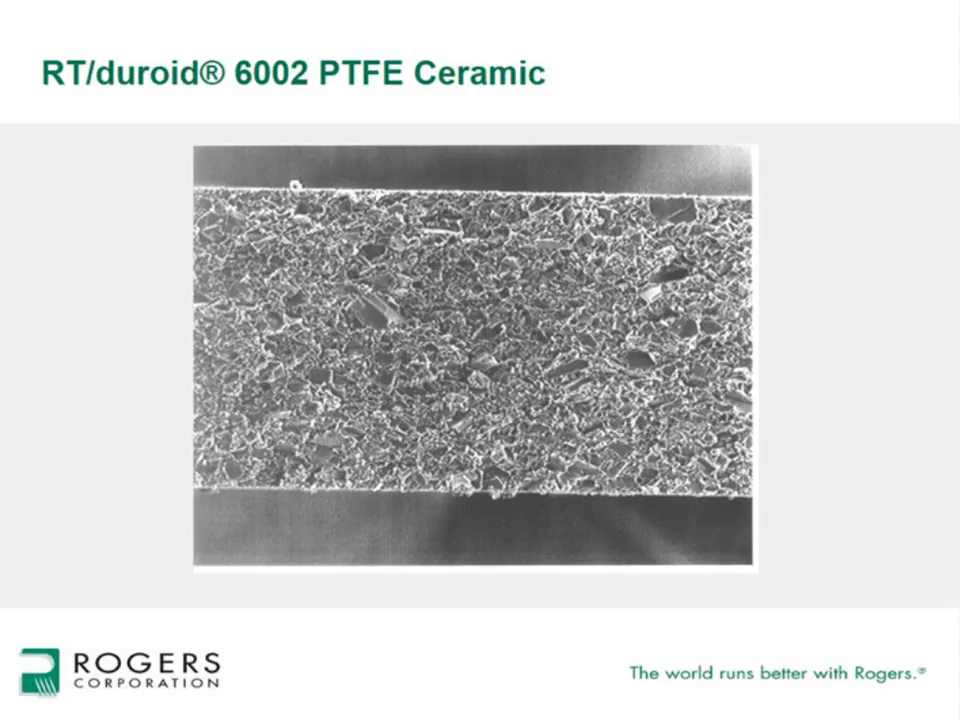 RT/duroid® 6002 PTFE Ceramic
ROGERS
CORPORATION
The world runs better with Rogers.®